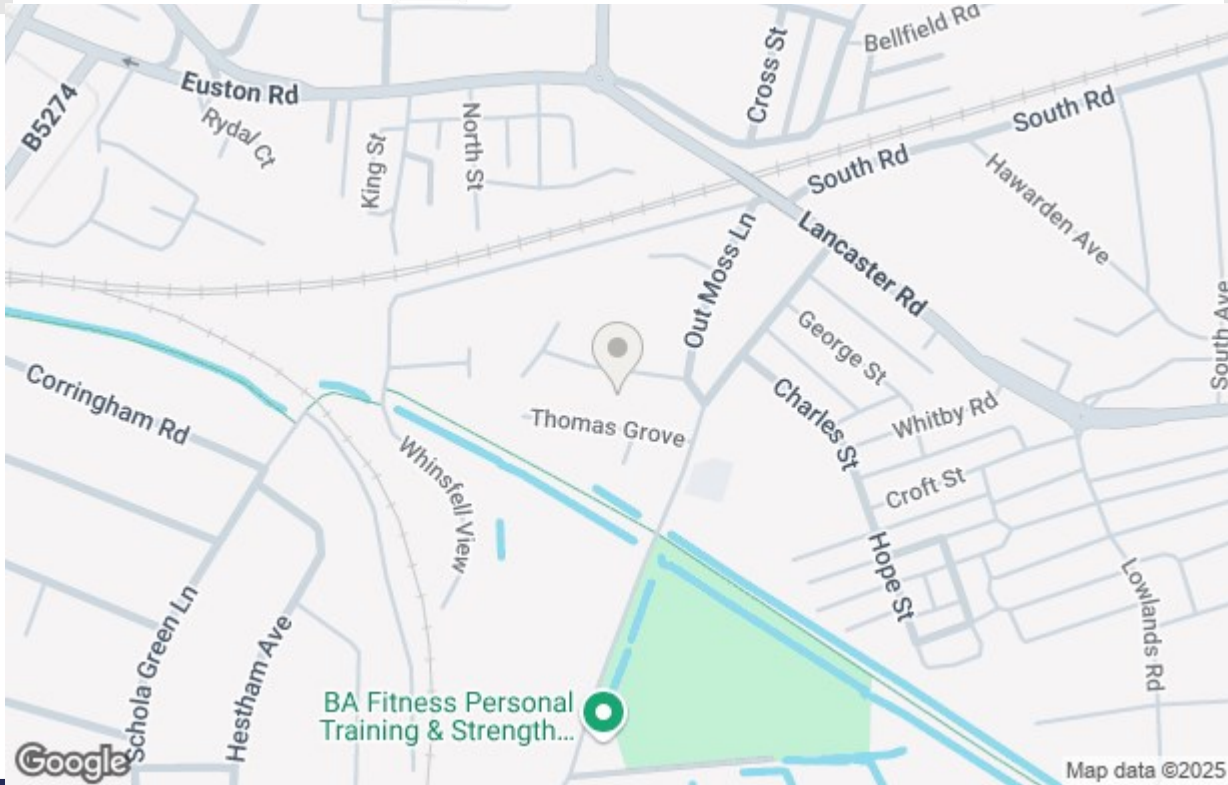 Bellfield Rd
Cross St
Euston Rd
B5274
Rydal Ct
King St
North St
South Rd
South Rd
Hawarden Ave
Out Moss Ln
Lancaster Rd
South Ave
George St
Corringham Rd
Thomas Grove
Charles St
Whitby Rd
Whinsfell View
Croft St
Hope St
Lowlands Rd
Schola Green Ln
Hestham Ave
BA Fitness Personal
Training & Strength...
Google
Map data ©2025